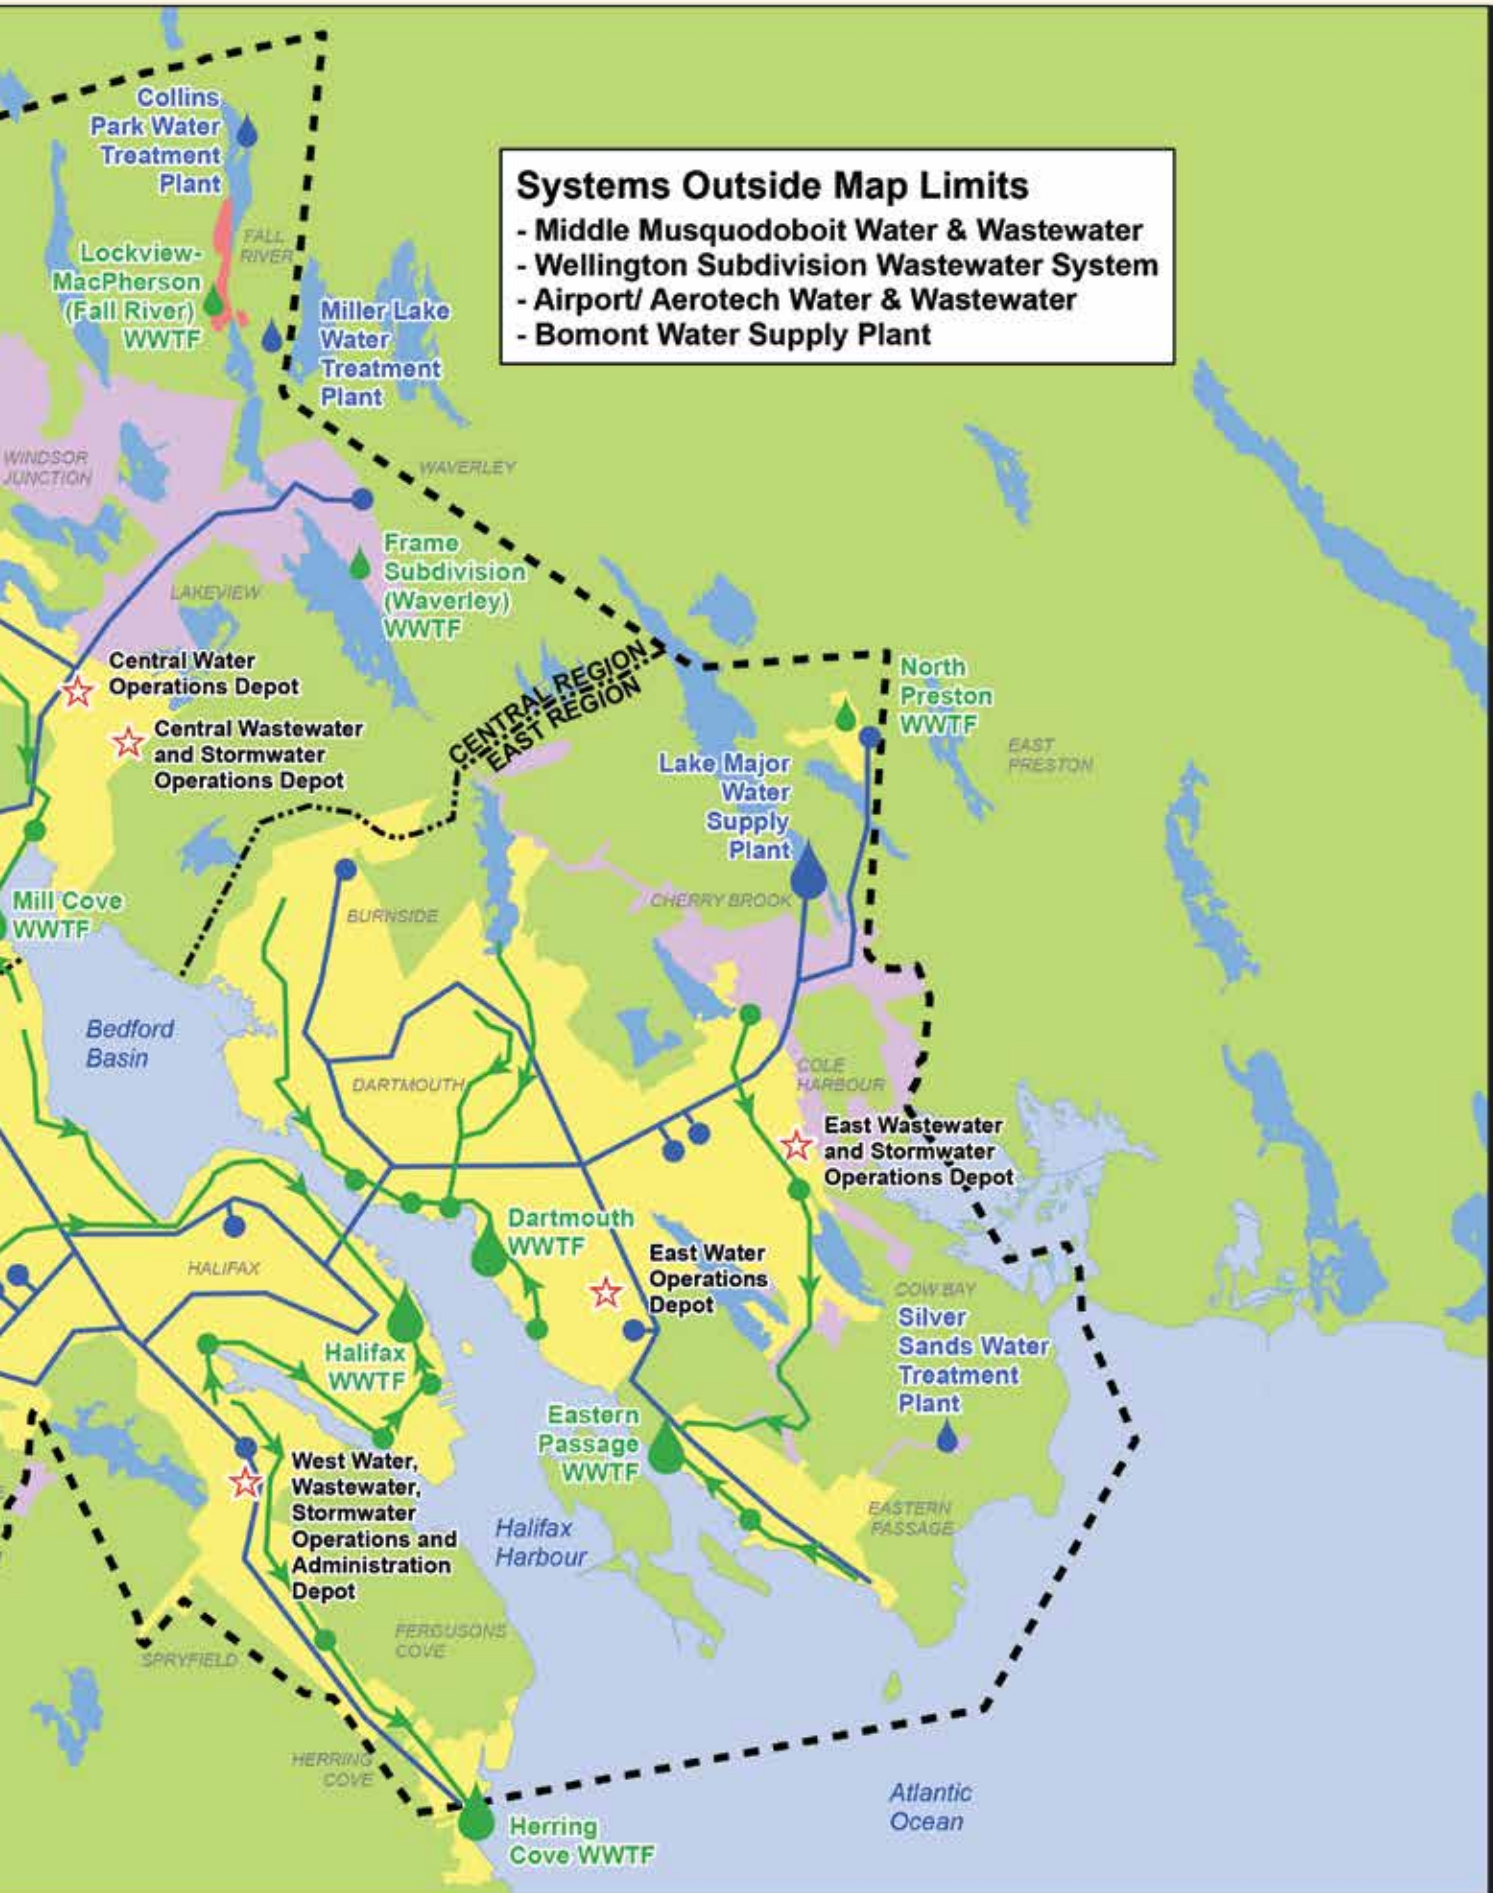 Collins
Park Water
Treatment
Plant
Systems Outside Map Limits
- Middle Musquodoboit Water & Wastewater
- Wellington Subdivision Wastewater System
- Airport/ Aerotech Water & Wastewater
- Bomont Water Supply Plant
FALL
RIVER
Lockview-
MacPherson
(Fall River)
WWTF
Miller Lake
Water
Treatment
Plant
WINDSOR
JUNCTION
WAVERLEY
Frame
Subdivision
(Waverley)
WWTF
LAKEVIEW
Central Water
Operations Depot
Central Wastewater
and Stormwater
Operations Depot
CENTRAL REGION
EAST REGION
North
Preston
WWTF
EAST
PRESTON
Lake Major
Water
Supply
Plant
Mill Cove
WWTF
BURNSIDE
CHERRY BROOK
Bedford
Basin
DARTMOUTH
COLE
HARBOUR
East Wastewater
and Stormwater
Operations Depot
Dartmouth
WWTF
East Water
Operations
Depot
HALIFAX
COW BAY
Silver
Sands Water
Treatment
Plant
Halifax
WWTF
Eastern
Passage
WWTF
West Water,
Wastewater,
Stormwater
Operations and
Administration
Depot
Halifax
Harbour
EASTERN
PASSAGE
FERGUSONS
COVE
SPRYFIELD
HERRING
COVE
Atlantic
Ocean
Herring
Cove WWTF